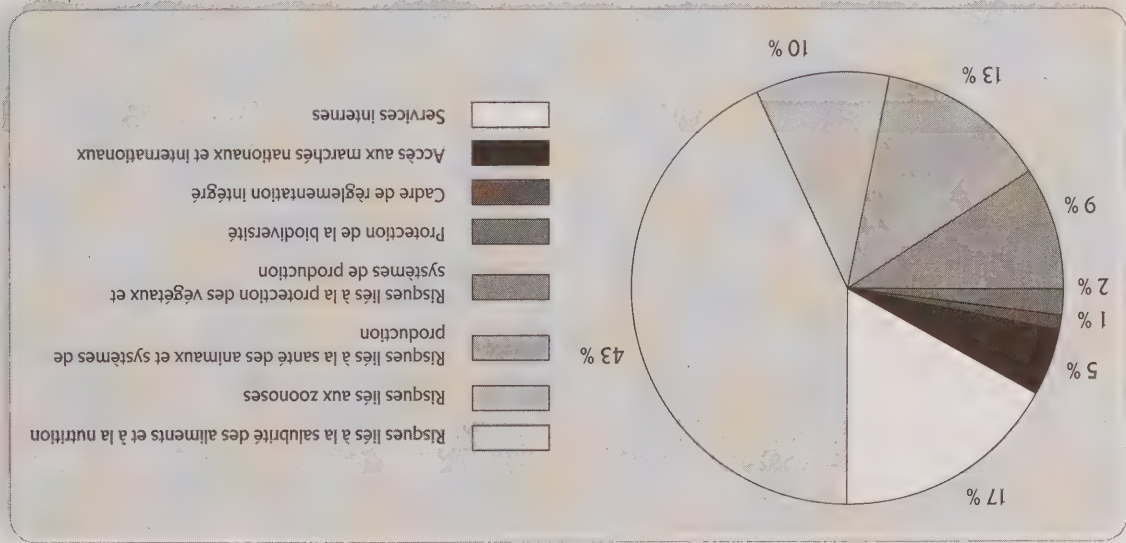 17 %
5 %
1 %
2 %
9 %
13 %
10 %
43 %
Risques liés à la salubrité des aliments et à la nutrition
Risques liés aux zoonoses
Risques liés à la santé des animaux et systèmes de
production
Risques liés à la protection des végétaux et
systèmes de production
Protection de la biodiversité
Cadre de règlementation intégré
Accès aux marchés nationaux et internationaux
Services internes